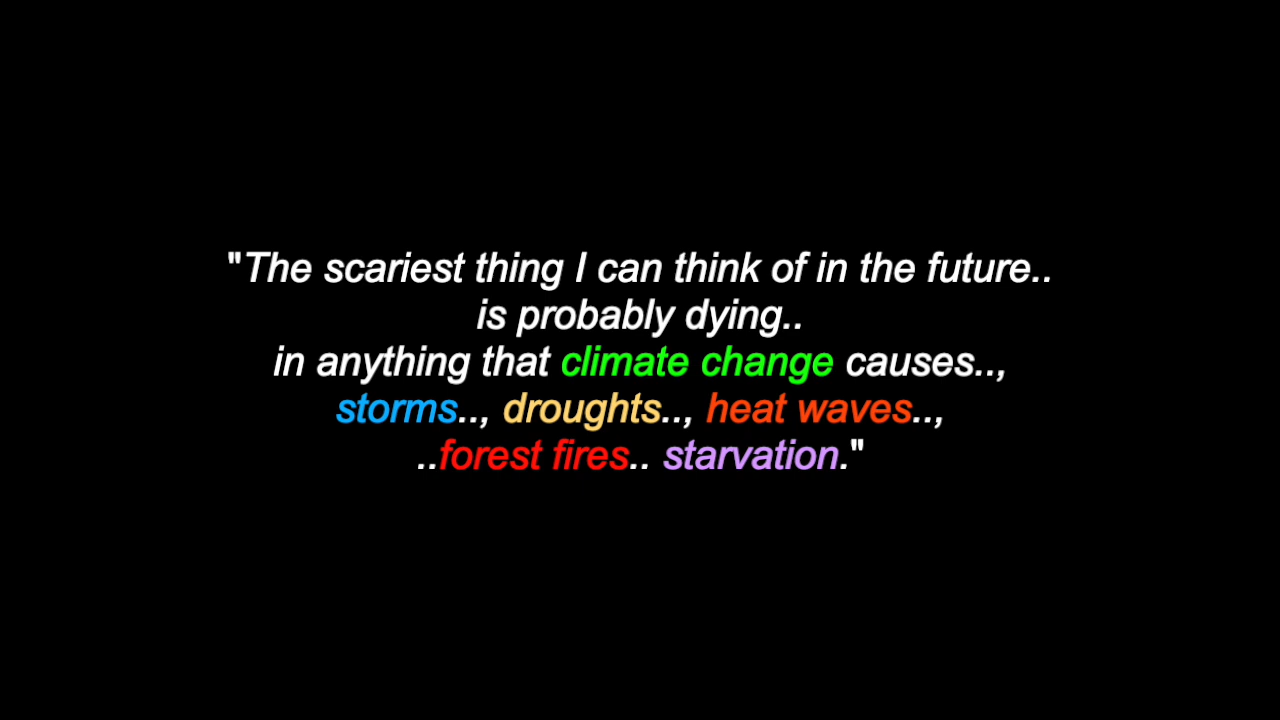 "The scariest thing I can think of in the future..
is probably dying..
in anything that climate change causes..,
storms.., droughts.., heat waves..,
..forest fires.. starvation."